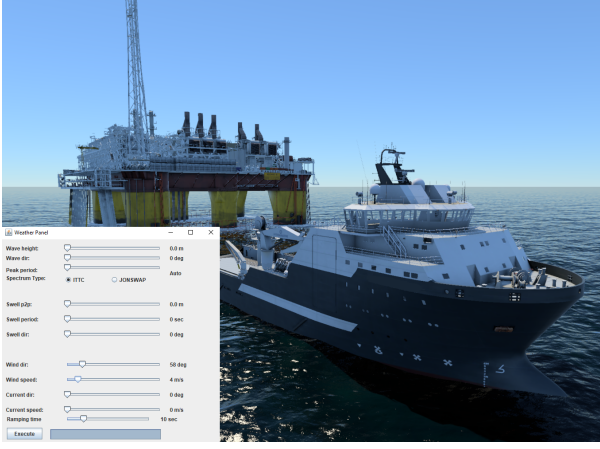 Weather Panel
Wave height: 0.0 m
Wave dir: 0 deg
Peak period: Auto
Spectrum Type: ITTC JONSWAP
Swell p2p: 0.0 m
Swell period: 0 sec
Swell dir: 0 deg
Wind dir: 58 deg
Wind speed: 4 m/s
Current dir: 0 deg
Current speed: 0 m/s
Ramping time 10 sec
Execute